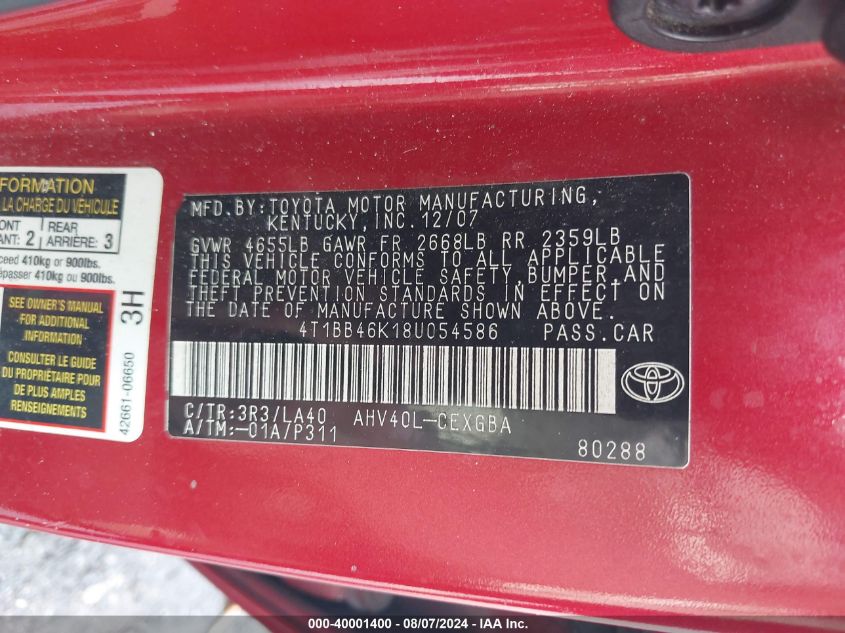 FORMATION
LA CHARGE DU VÉHICULE
2
REAR
ARRIÈRE: 3
410kg or 900lbs.
410kg ou 900lbs.
SEE OWNER'S MANUAL
FOR ADDITIONAL
INFORMATION
CONSULTER LE GUIDE
DU PROPRIÉTAIRE POUR
DE PLUS AMPLES
RENSEIGNEMENTS
3H
42661-06650
MFD.BY:TOYOTA MOTOR MANUFACTURING,
KENTUCKY,INC.12/07
GVWR 4655LB GAWR FR 2668LB RR 2359LB
THIS VEHICLE CONFORMS TO ALL APPLICABLE
FEDERAL MOTOR VEHICLE SAFETY,BUMPER,AND
THEFT PREVENTION STANDARDS IN EFFECT ON
THE DATE OF MANUFACTURE SHOWN ABOVE.
4T1BB46K18U054586 PASS.CAR
C/TR:3R3/LA40 AHV40L-CEXGBA
A/TM:-01A/P311
80288
000-40001400 - 08/07/2024 - IAA Inc.